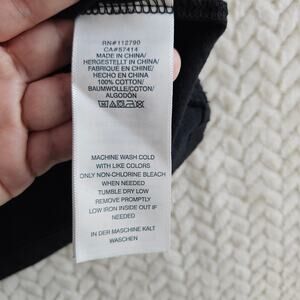 RN#112790
CA#57414
MADE IN CHINA/
HERGESTELLT IN CHINA/
FABRIQUE EN CHINE/
HECHO EN CHINA
100% COTTON/
BAUMWOLLE/COTON/
ALGODÓN
MACHINE WASH COLD
WITH LIKE COLORS
ONLY NON-CHLORINE BLEACH
WHEN NEEDED
TUMBLE DRY LOW
REMOVE PROMPTLY
LOW IRON INSIDE OUT IF
NEEDED
IN DER MASCHINE KALT
WASCHEN